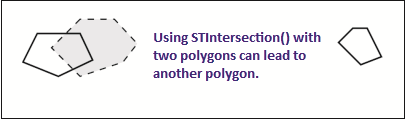 Using STIntersection() with
two polygons can lead to
another polygon.